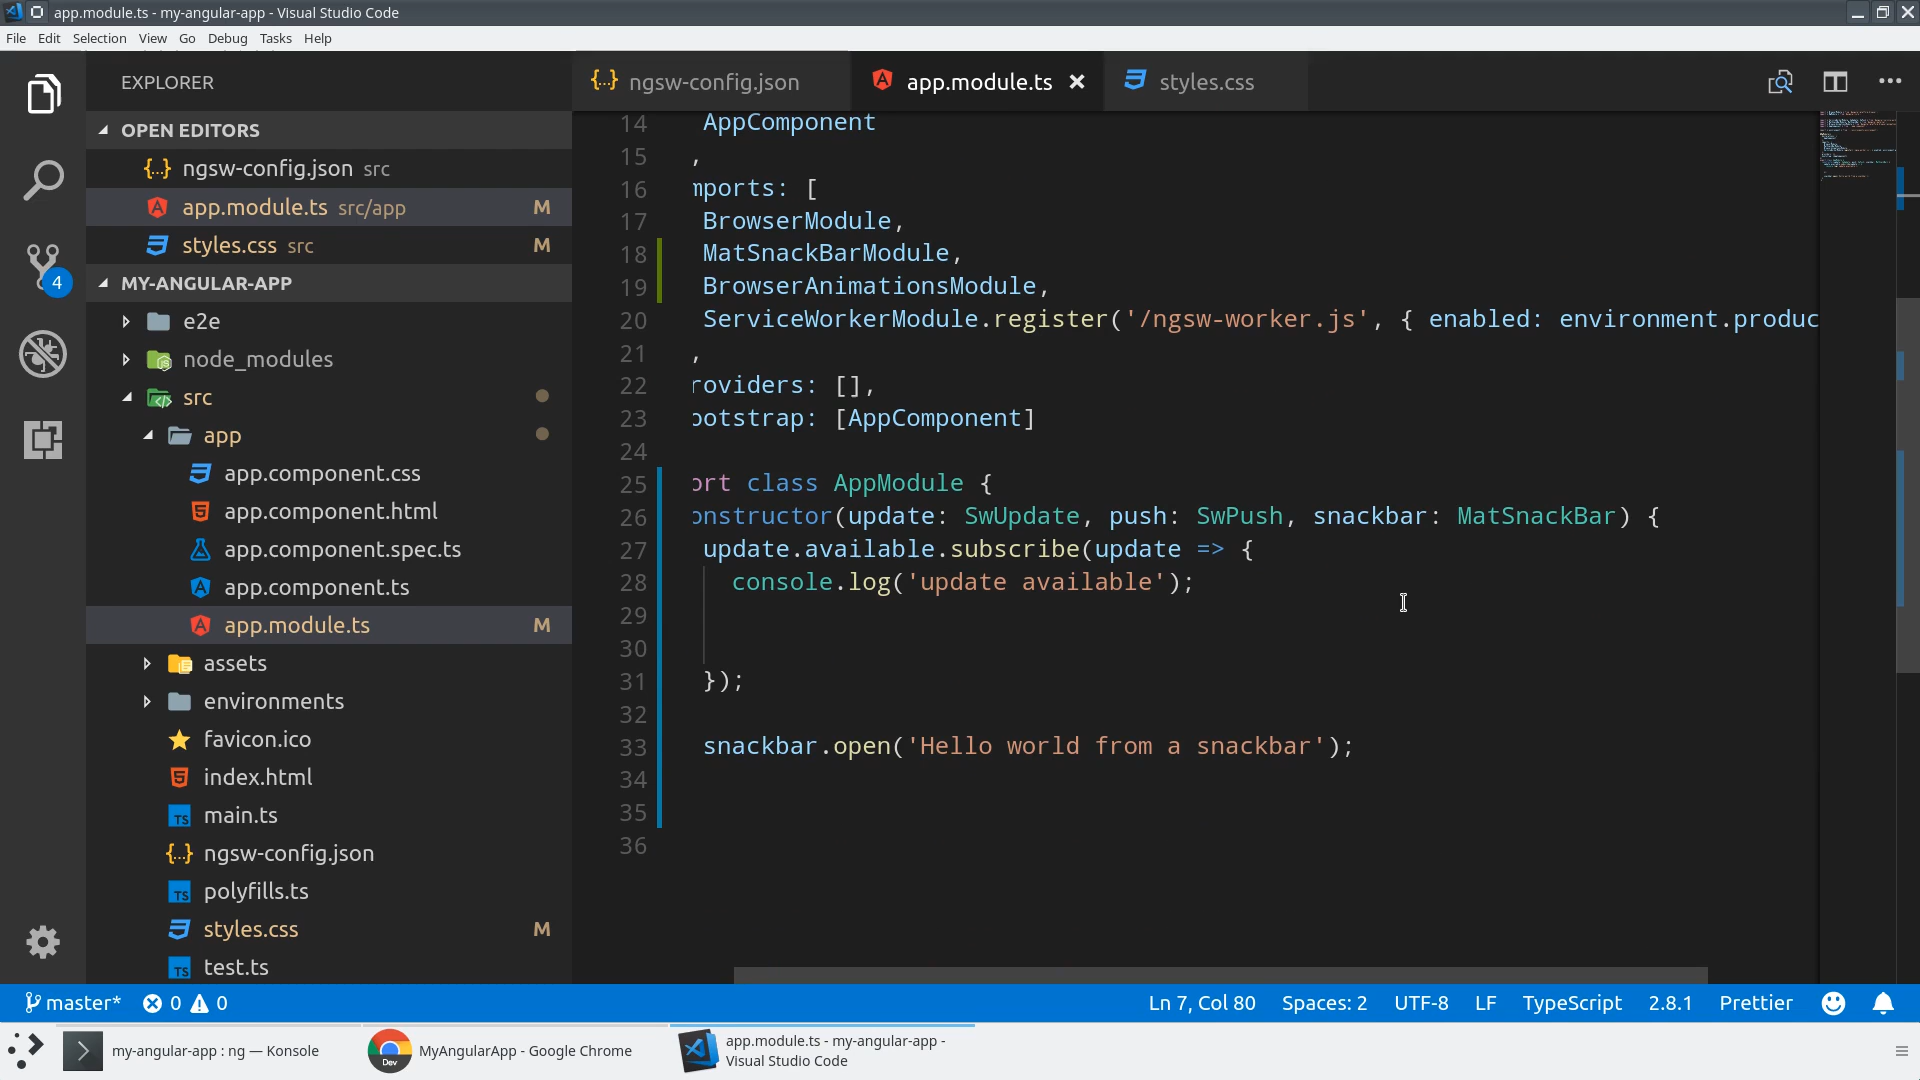 app.module.ts - my-angular-app - Visual Studio Code
File Edit Selection View Go Debug Tasks Help
EXPLORER
OPEN EDITORS
ngsw-config.json src
app.module.ts src/app M
styles.css src M
4
MY-ANGULAR-APP
e2e
node_modules
src
app
app.component.css
app.component.html
app.component.spec.ts
app.component.ts
app.module.ts M
assets
environments
favicon.ico
index.html
main.ts
ngsw-config.json
polyfills.ts
styles.css M
test.ts
ngsw-config.json app.module.ts styles.css
14 AppComponent
15 ,
16 mports: [
17 BrowserModule,
18 MatSnackBarModule,
19 BrowserAnimationsModule,
20 ServiceWorkerModule.register('/ngsw-worker.js', { enabled: environment.produc
21 ,
22 roviders: [],
23 ootstrap: [AppComponent]
24
25 ort class AppModule {
26 onstructor(update: SwUpdate, push: SwPush, snackbar: MatSnackBar) {
27 update.available.subscribe(update => {
28 console.log('update available');
29
30
31 });
32
33 snackbar.open('Hello world from a snackbar');
34
35
36
master* 0 0 Ln 7, Col 80 Spaces: 2 UTF-8 LF TypeScript 2.8.1 Prettier
my-angular-app : ng — Konsole
Dev
MyAngularApp - Google Chrome
app.module.ts - my-angular-app -
Visual Studio Code